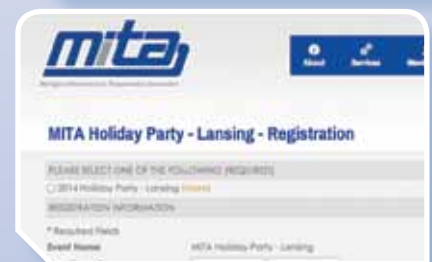 mita
About Services
MITA Holiday Party - Lansing - Registration
PLEASE SELECT ONE OF THE FOLLOWING (REQUIRED)
2014 Holiday Party - Lansing
REGISTRATION INFORMATION
* Required Fields
Event Name MITA Holiday Party - Lansing